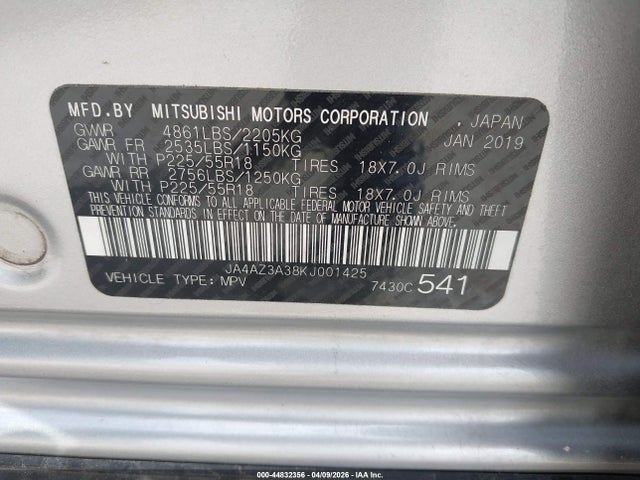 MFD.BY MITSUBISHI MOTORS CORPORATION . JAPAN
GVWR 4861LBS/2205KG JAN 2019
GAWR FR 2535LBS/1150KG
WITH P225/55R18 TIRES 18X7.0J RIMS
GAWR RR 2756LBS/1250KG
WITH P225/55R18 TIRES 18X7.0J RIMS
THIS VEHICLE CONFORMS TO ALL APPLICABLE FEDERAL MOTOR VEHICLE SAFETY AND THEFT
PREVENTION STANDARDS IN EFFECT ON THE DATE OF MANUFACTURE SHOWN ABOVE.
JA4AZ3A38KJ001425
VEHICLE TYPE: MPV 7430C 541
000-44832356 - 04/09/2026 - IAA Inc.